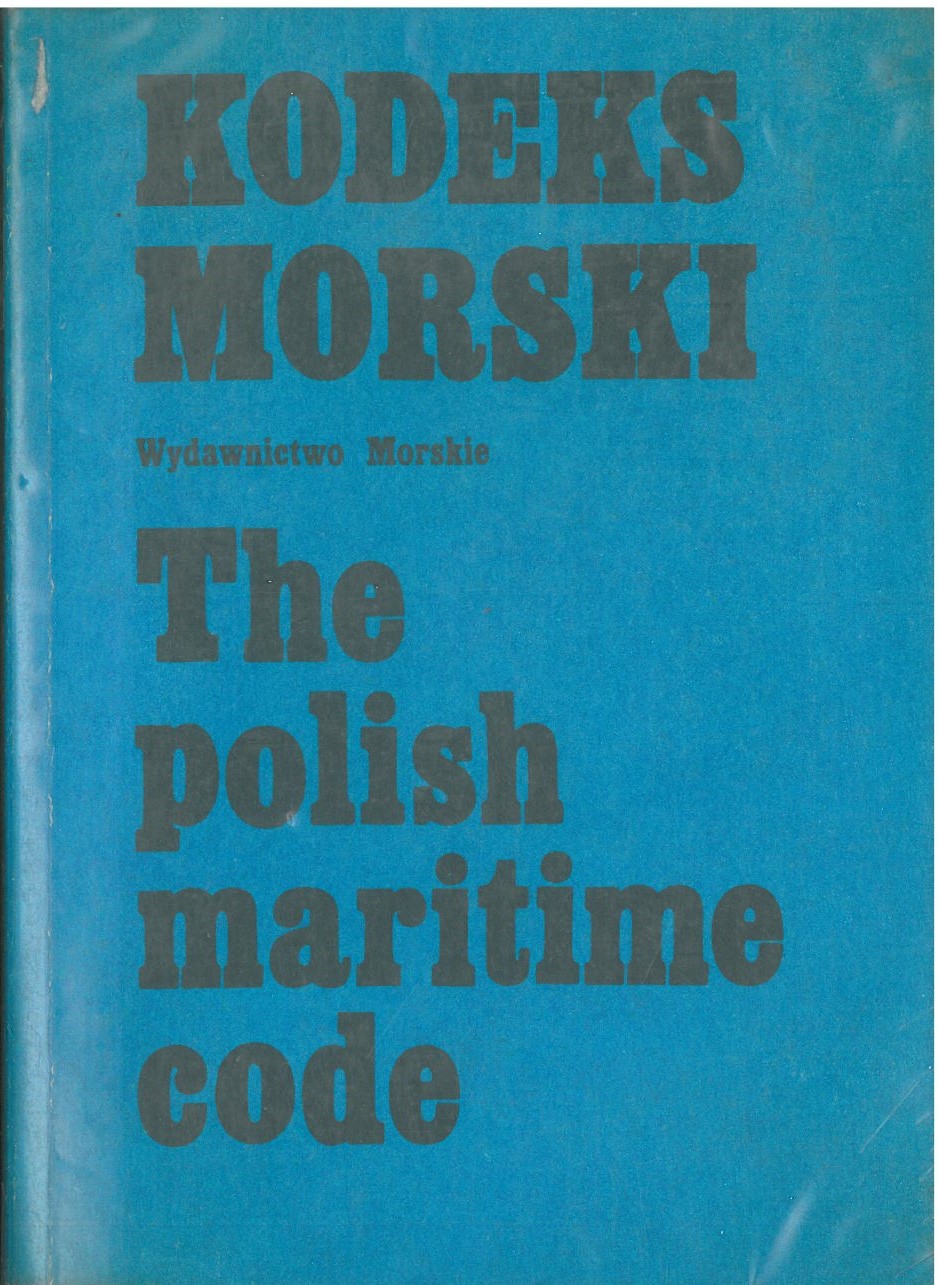 KODEKS
MORSKI
Wydawnictwo Morskie
The
polish
maritime
code